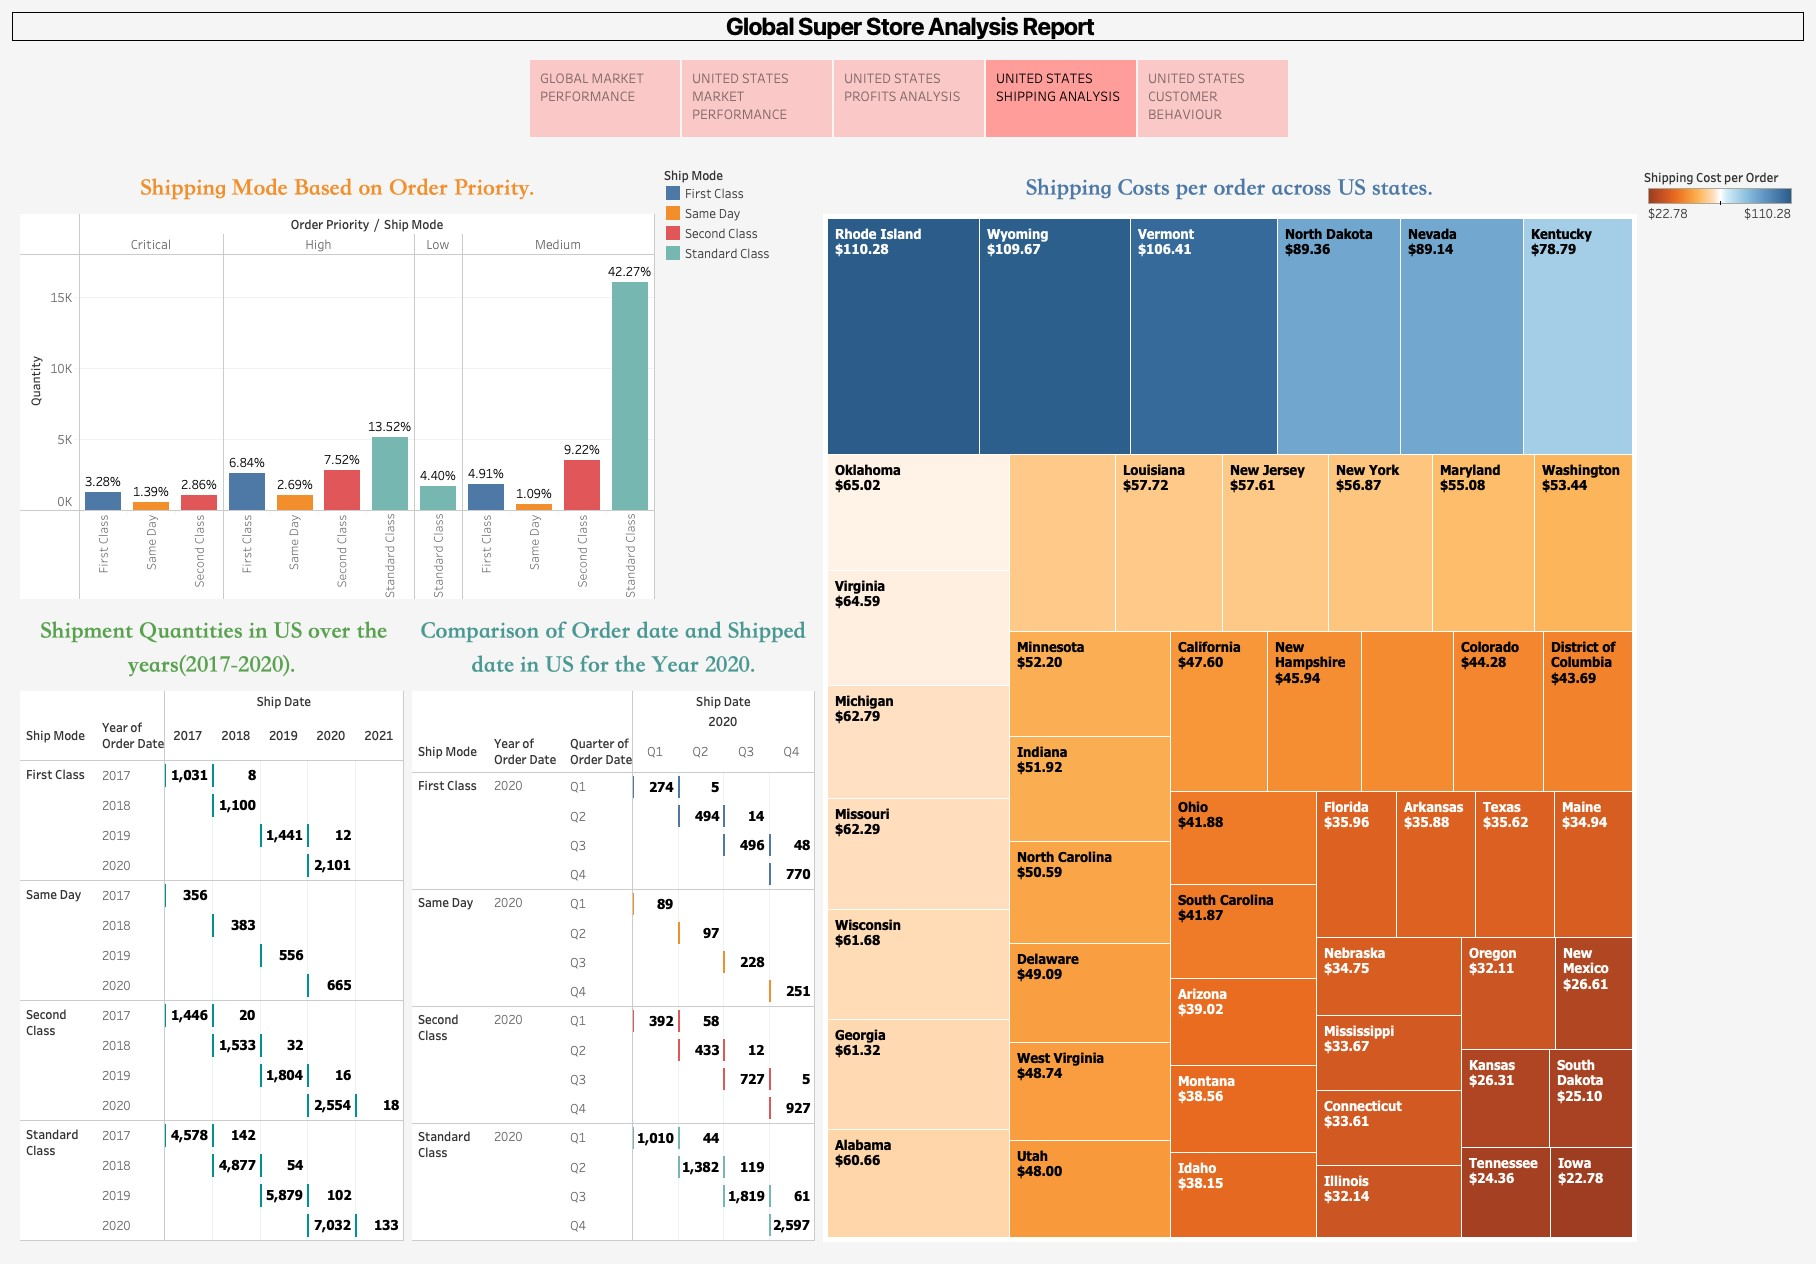 Global Super Store Analysis Report
GLOBAL MARKET
PERFORMANCE
UNITED STATES
MARKET
PERFORMANCE
UNITED STATES
PROFITS ANALYSIS
UNITED STATES
SHIPPING ANALYSIS
UNITED STATES
CUSTOMER
BEHAVIOUR
Shipping Mode Based on Order Priority.
Order Priority / Ship Mode
Critical High Low Medium
Quantity
15K
10K
5K
0K
3.28% 1.39% 2.86% 6.84% 2.69% 7.52% 13.52% 4.40% 4.91% 1.09% 9.22% 42.27%
First Class
Same Day
Second Class
First Class
Same Day
Second Class
Standard Class
Standard Class
First Class
Same Day
Second Class
Standard Class
Ship Mode
First Class
Same Day
Second Class
Standard Class
Shipment Quantities in US over the
years(2017-2020).
Ship Date
Ship Mode Year of
Order Date 2017 2018 2019 2020 2021
First Class 2017 1,031 8
2018 1,100
2019 1,441 12
2020 2,101
Same Day 2017 356
2018 383
2019 556
2020 665
Second
Class 2017 1,446 20
2018 1,533 32
2019 1,804 16
2020 2,554 18
Standard
Class 2017 4,578 142
2018 4,877 54
2019 5,879 102
2020 7,032 133
Comparison of Order date and Shipped
date in US for the Year 2020.
Ship Date
2020
Ship Mode Year of
Order Date Quarter of
Order Date Q1 Q2 Q3 Q4
First Class 2020 Q1 274 5
Q2 494 14
Q3 496 48
Q4 770
Same Day 2020 Q1 89
Q2 97
Q3 228
Q4 251
Second
Class 2020 Q1 392 58
Q2 433 12
Q3 727 5
Q4 927
Standard
Class 2020 Q1 1,010 44
Q2 1,382 119
Q3 1,819 61
Q4 2,597
Shipping Costs per order across US states.
Shipping Cost per Order
$22.78 $110.28
Rhode Island
$110.28
Wyoming
$109.67
Vermont
$106.41
North Dakota
$89.36
Nevada
$89.14
Kentucky
$78.79
Oklahoma
$65.02
Virginia
$64.59
Michigan
$62.79
Missouri
$62.29
Wisconsin
$61.68
Georgia
$61.32
Alabama
$60.66
Louisiana
$57.72
New Jersey
$57.61
New York
$56.87
Maryland
$55.08
Washington
$53.44
Minnesota
$52.20
Indiana
$51.92
North Carolina
$50.59
Delaware
$49.09
West Virginia
$48.74
Utah
$48.00
California
$47.60
New
Hampshire
$45.94
Colorado
$44.28
District of
Columbia
$43.69
Ohio
$41.88
South Carolina
$41.87
Arizona
$39.02
Montana
$38.56
Idaho
$38.15
Florida
$35.96
Arkansas
$35.88
Texas
$35.62
Maine
$34.94
Nebraska
$34.75
Mississippi
$33.67
Connecticut
$33.61
Illinois
$32.14
Oregon
$32.11
New
Mexico
$26.61
Kansas
$26.31
South
Dakota
$25.10
Tennessee
$24.36
Iowa
$22.78